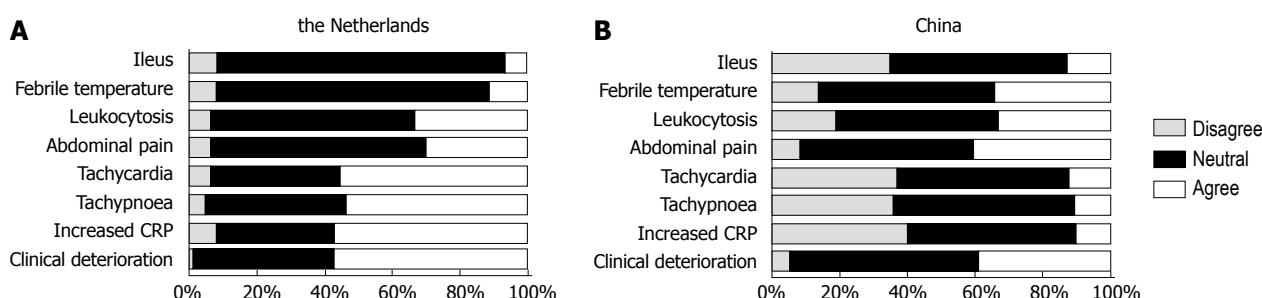 A
the Netherlands
Ileus
Febrile temperature
Leukocytosis
Abdominal pain
Tachycardia
Tachypnoea
Increased CRP
Clinical deterioration
0% 20% 40% 60% 80% 100%
B
China
Ileus
Febrile temperature
Leukocytosis
Abdominal pain
Tachycardia
Tachypnoea
Increased CRP
Clinical deterioration
0% 20% 40% 60% 80% 100%
Disagree
Neutral
Agree